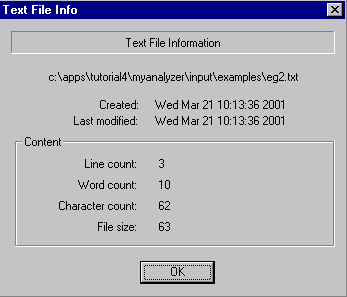 Text File Info
Text File Information
c:\apps\tutorial4\myanalyzer\input\examples\eg2.txt
Created: Wed Mar 21 10:13:36 2001
Last modified: Wed Mar 21 10:13:36 2001
Content
Line count: 3
Word count: 10
Character count: 62
File size: 63
OK